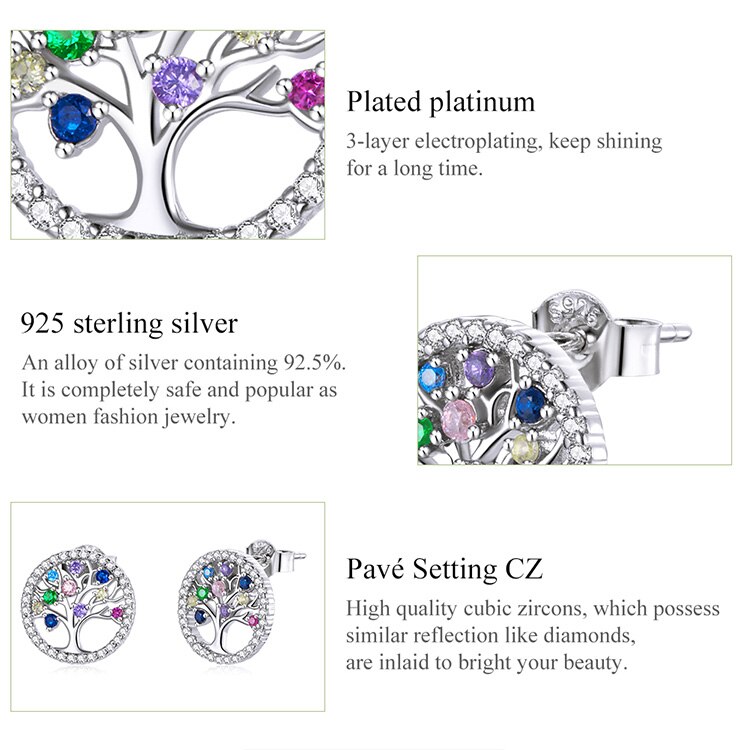 Plated platinum
3-layer electroplating, keep shining
for a long time.
925 sterling silver
An alloy of silver containing 92.5%.
It is completely safe and popular as
women fashion jewelry.
S925
Pavé Setting CZ
High quality cubic zircons, which possess
similar reflection like diamonds,
are inlaid to bright your beauty.